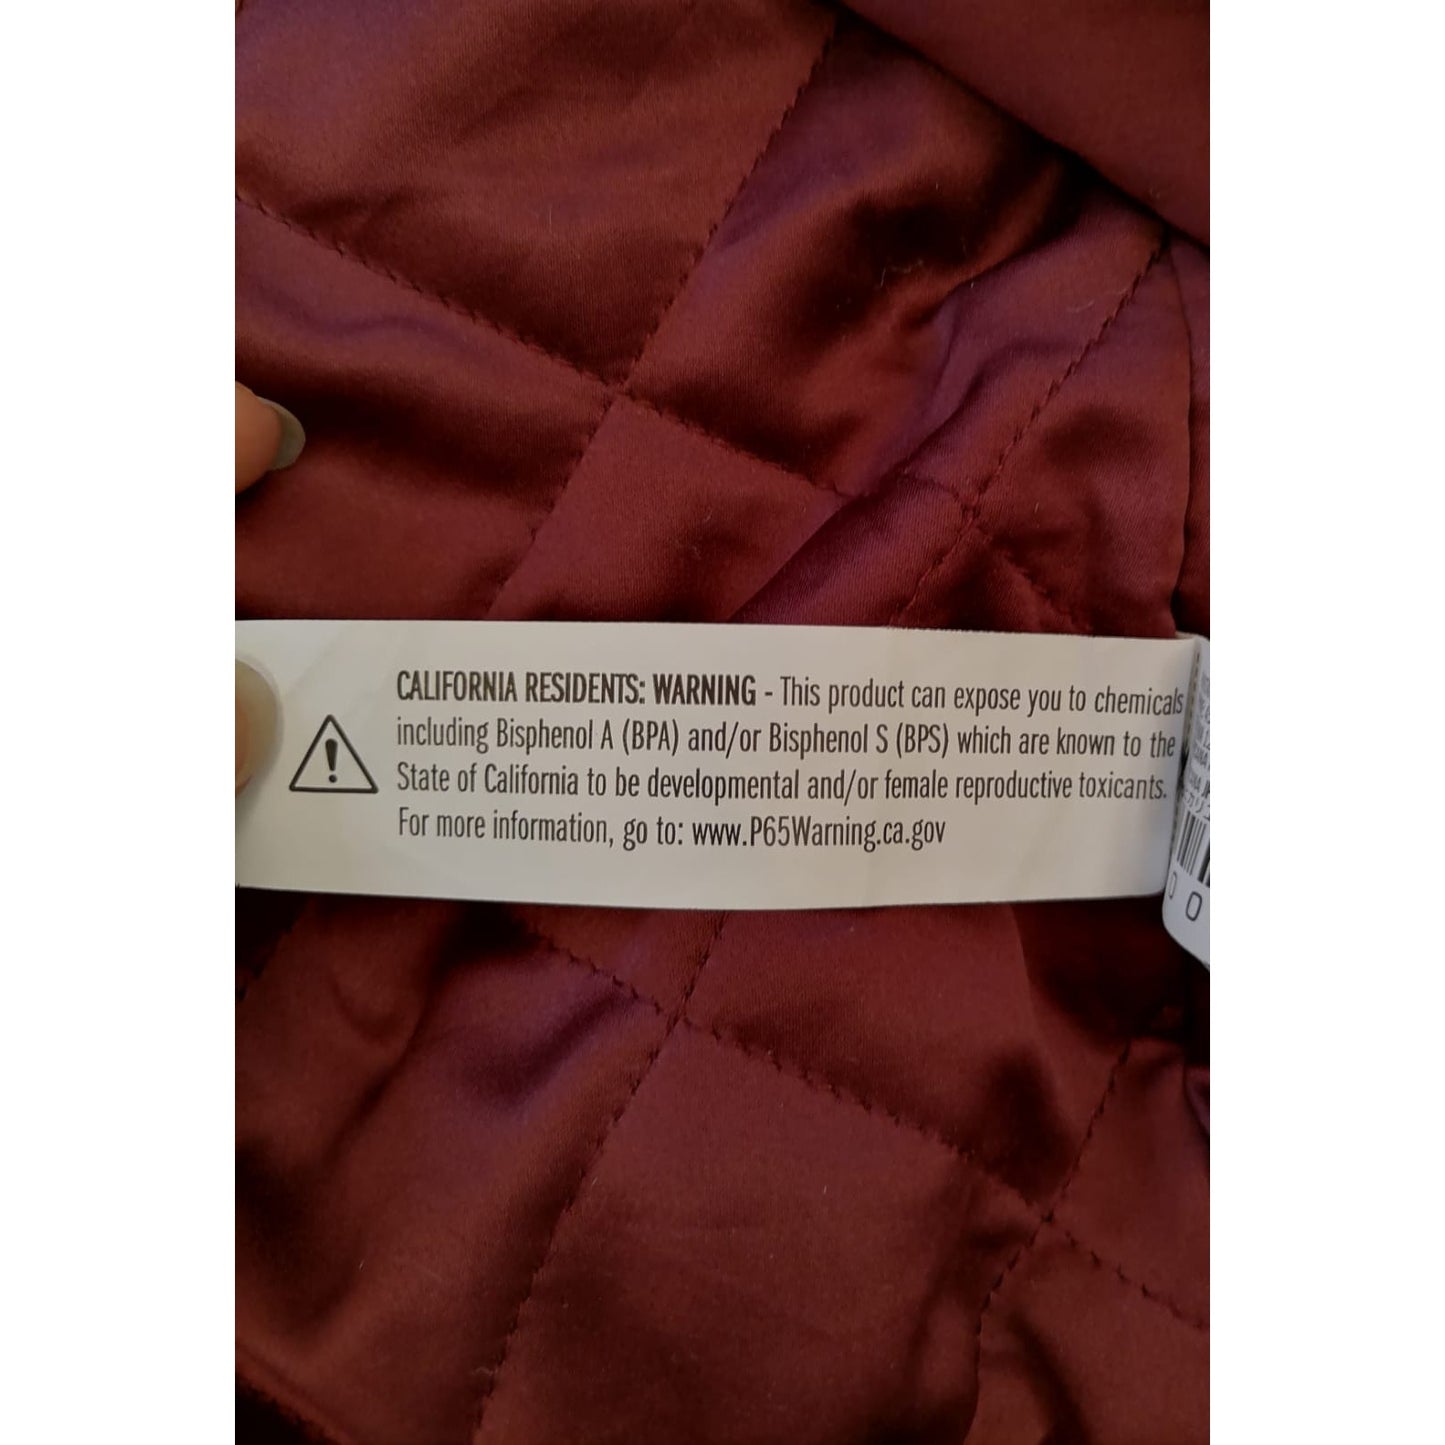 CALIFORNIA RESIDENTS: WARNING - This product can expose you to chemicals
including Bisphenol A (BPA) and/or Bisphenol S (BPS) which are known to the
State of California to be developmental and/or female reproductive toxicants.
For more information, go to: www.P65Warning.ca.gov
0